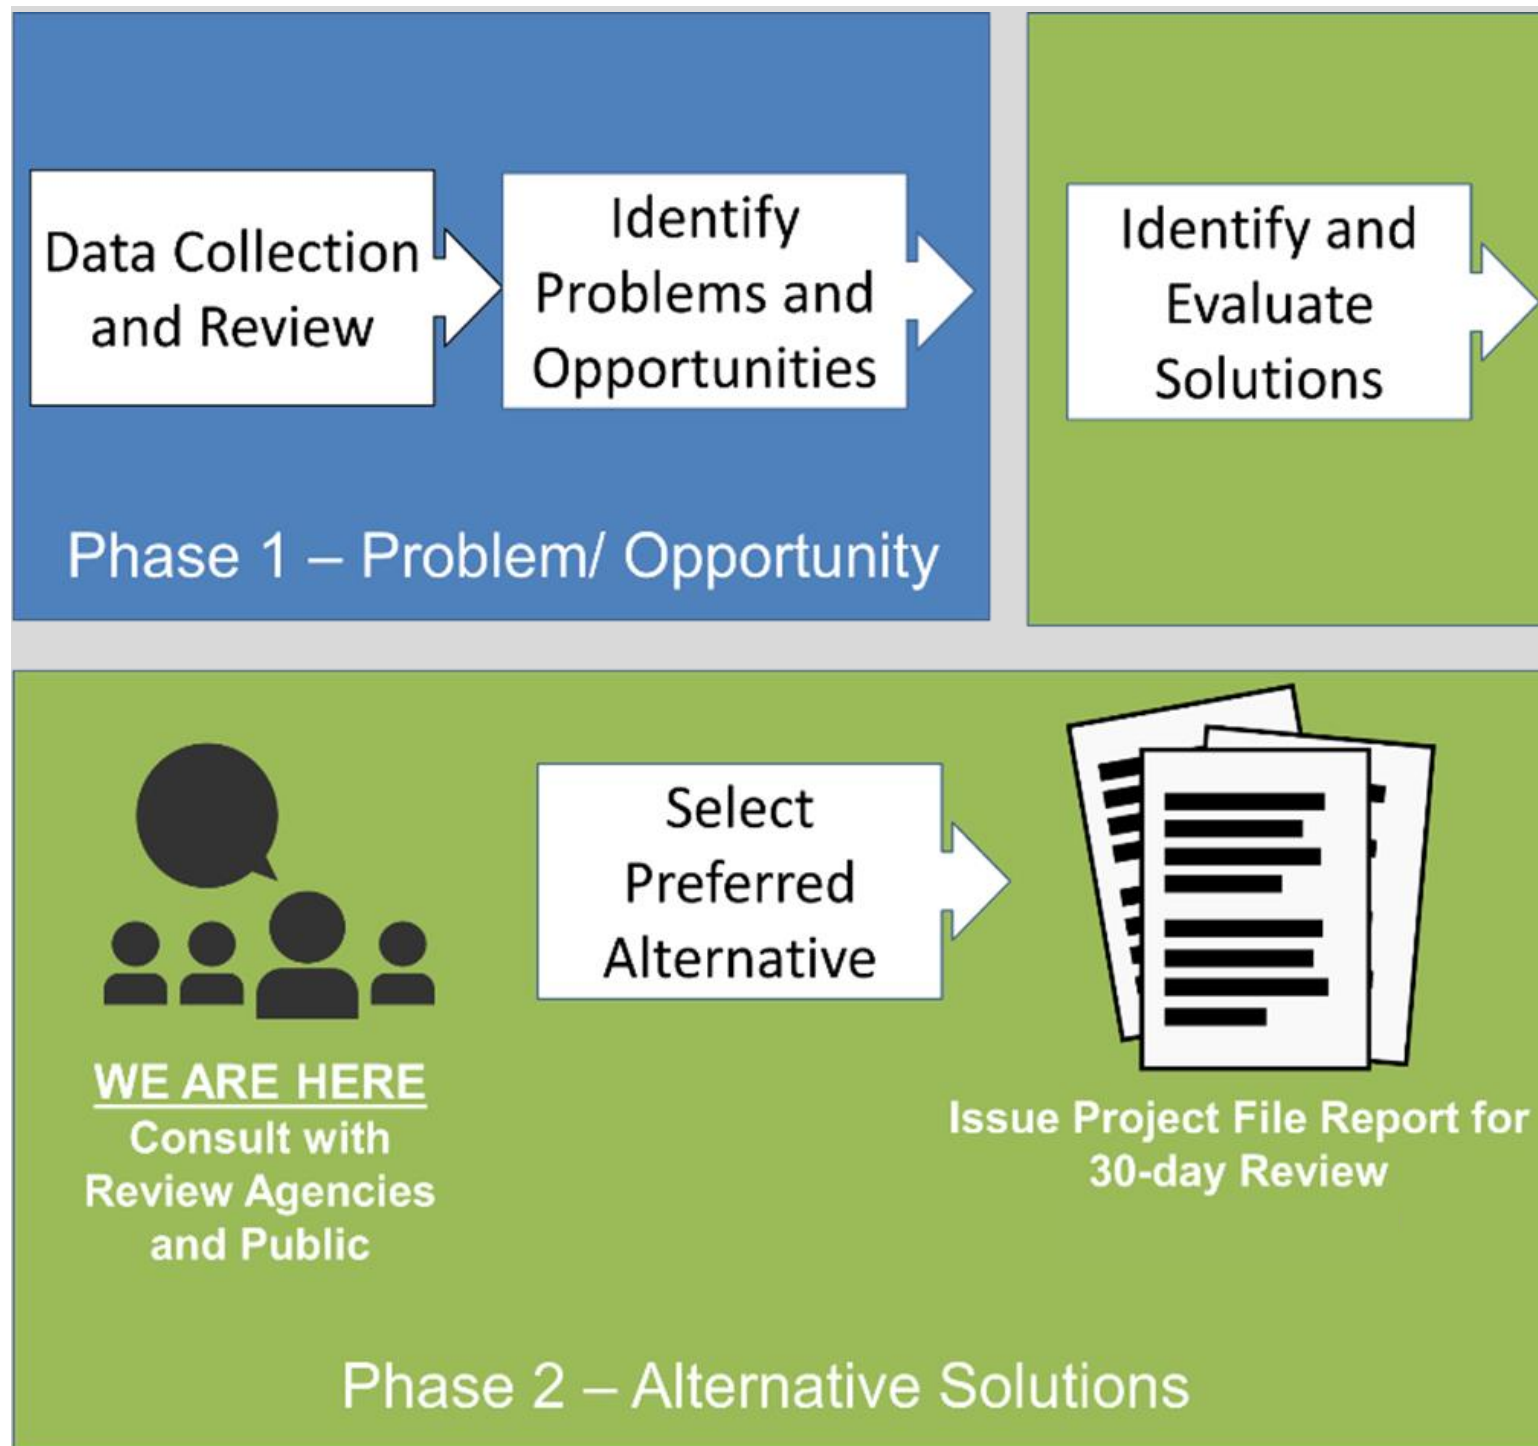 Data Collection
and Review
Identify
Problems and
Opportunities
Phase 1 – Problem/ Opportunity
Identify and
Evaluate
Solutions
WE ARE HERE
Consult with
Review Agencies
and Public
Select
Preferred
Alternative
Issue Project File Report for
30-day Review
Phase 2 – Alternative Solutions